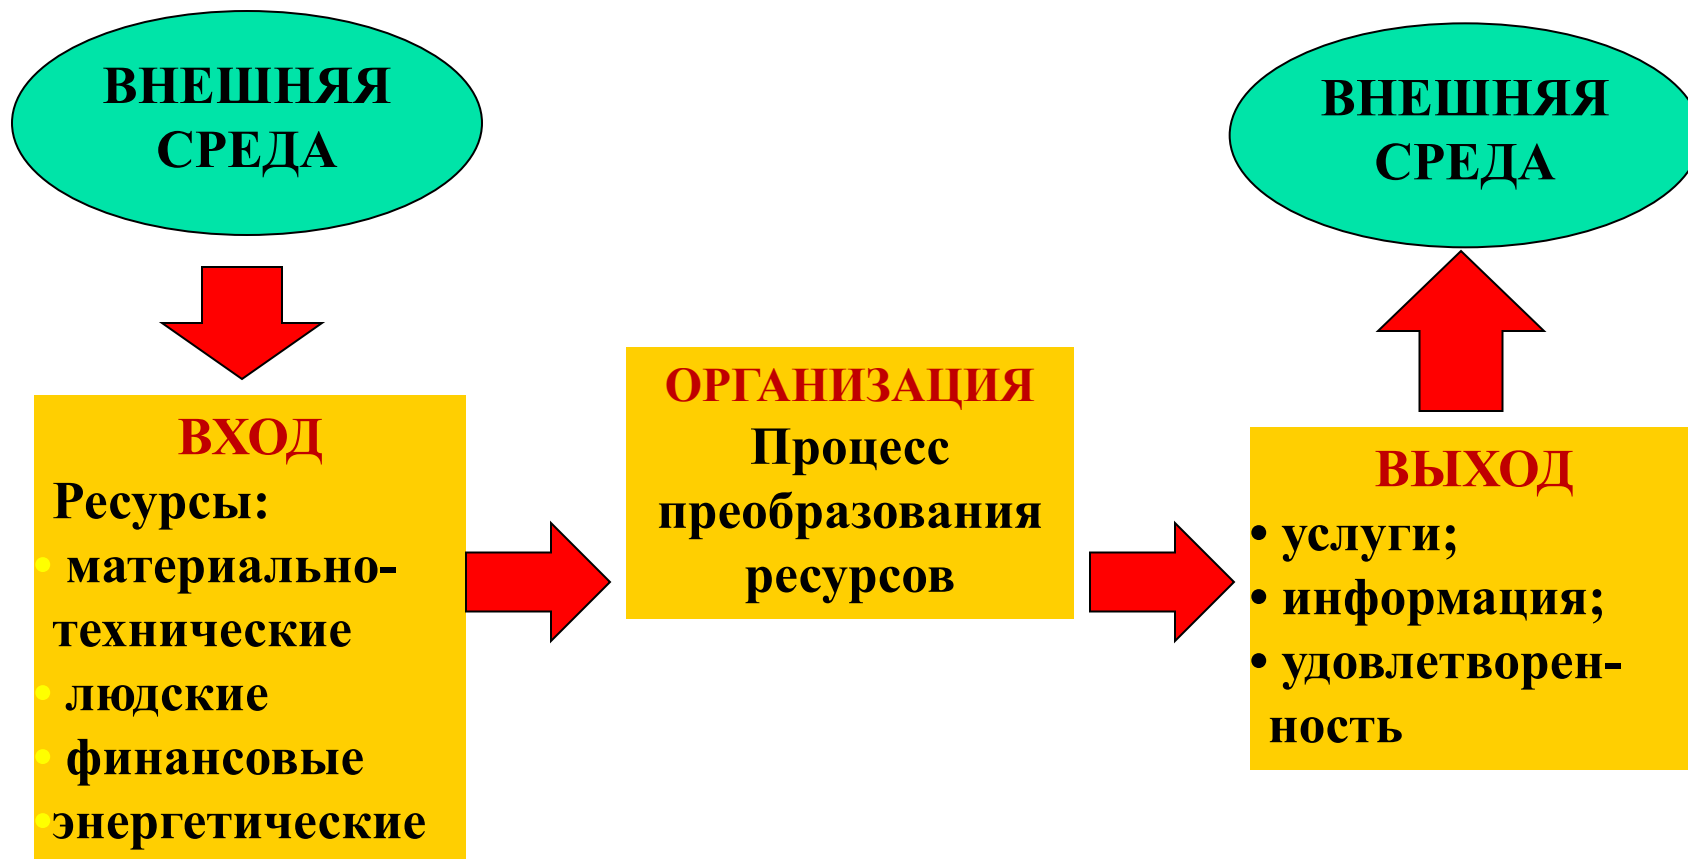 ВНЕШНЯЯ
СРЕДА
ВНЕШНЯЯ
СРЕДА
ВХОД
Ресурсы:
• материально-
технические
• людские
• финансовые
•энергетические
ОРГАНИЗАЦИЯ
Процесс
преобразования
ресурсов
ВЫХОД
• услуги;
• информация;
• удовлетворен-
ность